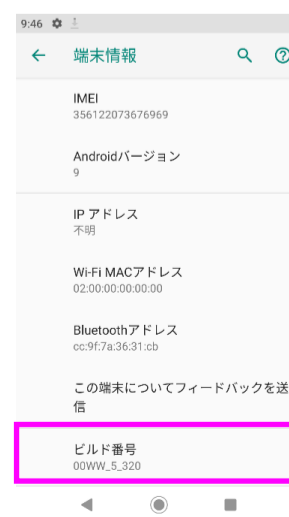 9:46
端末情報
IMEI
356122073676969
Androidバージョン
9
IP アドレス
不明
Wi-Fi MACアドレス
02:00:00:00:00:00
Bluetoothアドレス
cc:9f:7a:36:31:cb
この端末についてフィードバックを送
信
ビルド番号
00WW_5_320